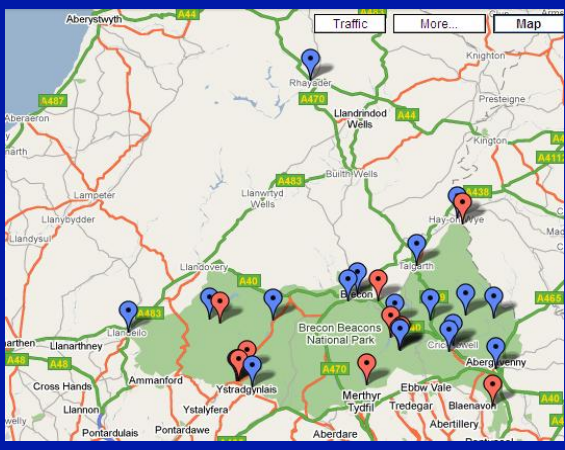 Traffic
More...
Map
Aberystwyth
A44
Knighton
Rhayader
A470
Presteigne
A487
Aberaeron
Llandrindod
Wells
A44
Kington
A4112
Builth Wells
A483
Lampeter
Llanwrtyd
Wells
A438
Llanybydder
Hay-on-Wye
Llandysul
Llandovery
A40
Talgarth
Brecon
A465
A483
Llandeilo
Brecon Beacons
National Park
Crickhowell
Llanarthney
A48
A48
Abergavenny
Ammanford
A470
Cross Hands
Ystradgynlais
Ebbw Vale
Merthyr
Tydfil
Tredegar
Blaenavon
A40
Llannon
Ystalyfera
Abertillery
Pontardulais
Pontardawe
Aberdare